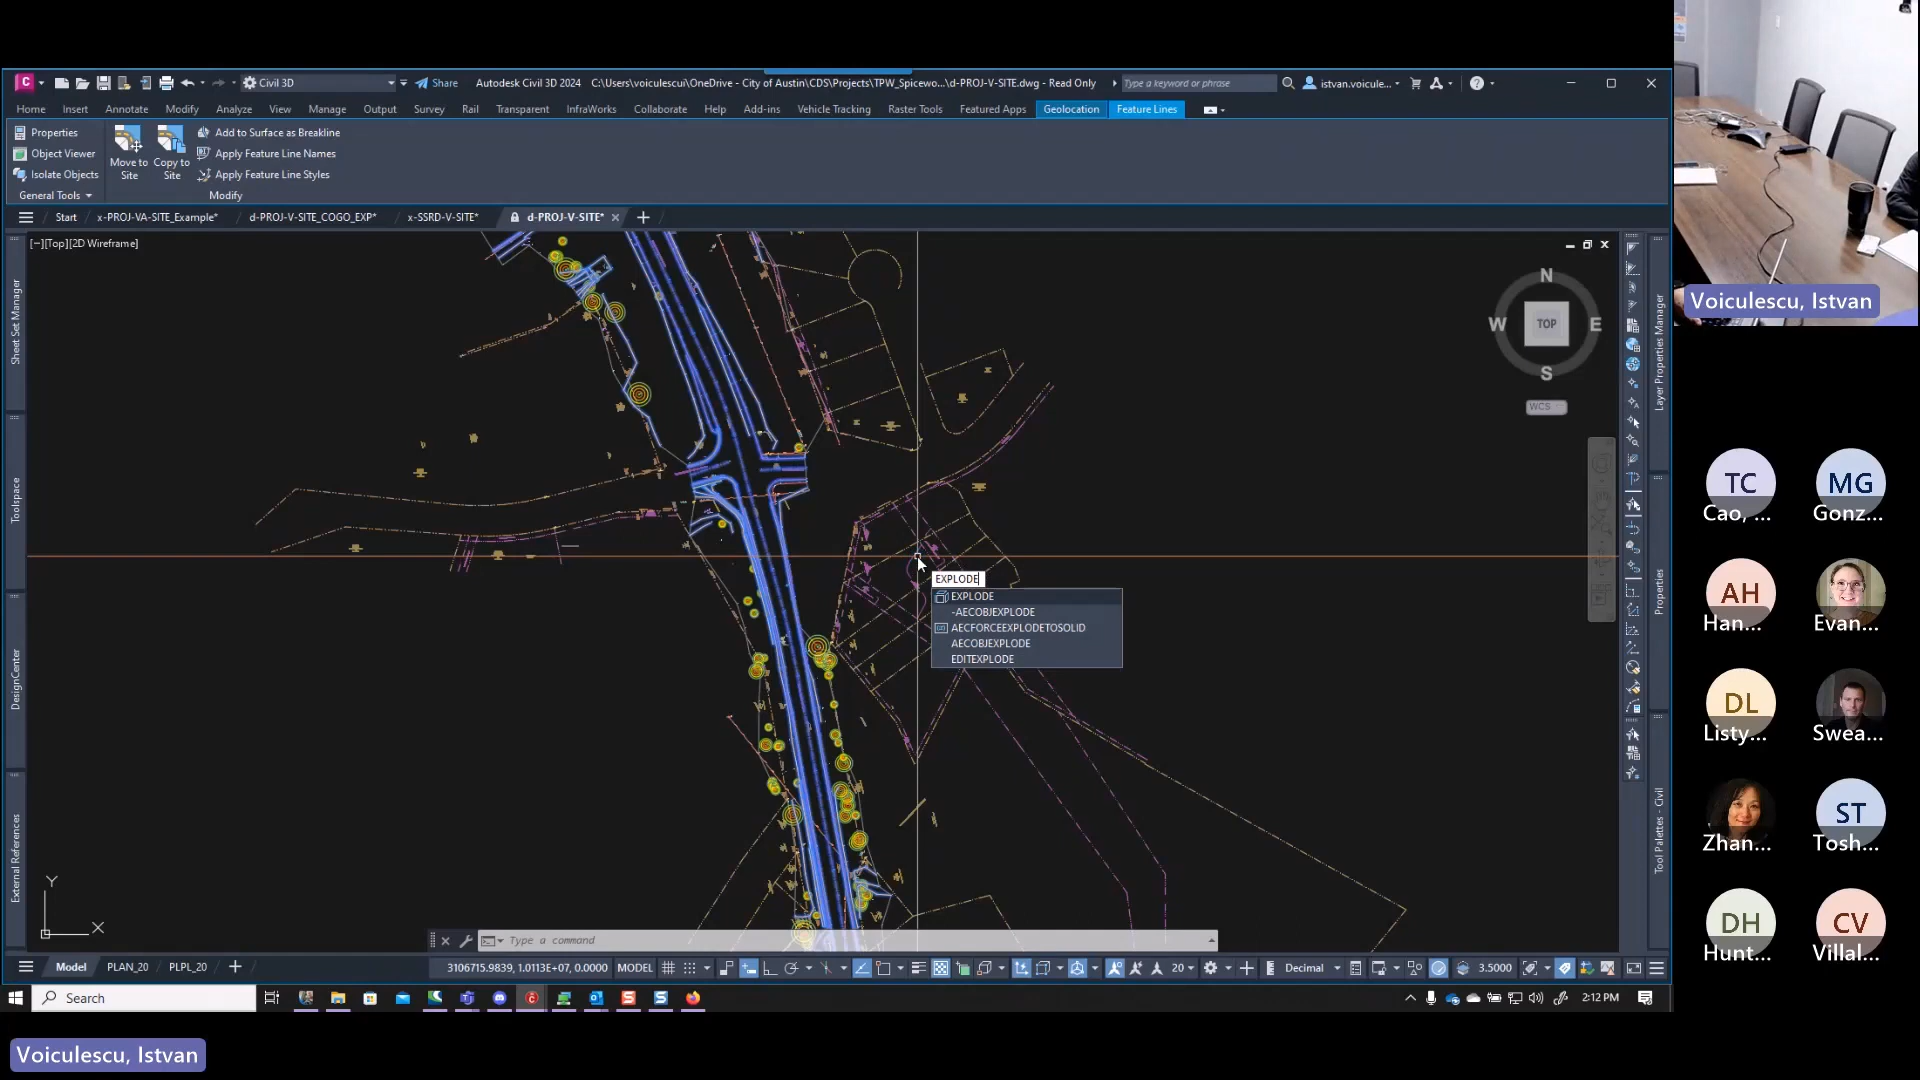 Civil 3D
Share
Autodesk Civil 3D 2024
C:\Users\voiculescui\OneDrive - City of Austin\CDS\Projects\TPW_Spicewo...\d-PROJ-V-SITE.dwg - Read Only
Type a keyword or phrase
istvan.voicule...
Home
Insert
Annotate
Modify
Analyze
View
Manage
Output
Survey
Rail
Transparent
InfraWorks
Collaborate
Help
Add-ins
Vehicle Tracking
Raster Tools
Featured Apps
Geolocation
Feature Lines
Properties
Object Viewer
Isolate Objects
General Tools
Move to
Site
Copy to
Site
Add to Surface as Breakline
Apply Feature Line Names
Apply Feature Line Styles
Modify
Start
x-PROJ-VA-SITE_Example*
d-PROJ-V-SITE_COGO_EXP*
x-SSRD-V-SITE*
d-PROJ-V-SITE*
[−][Top][2D Wireframe]
Sheet Set Manager
Toolspace
DesignCenter
External References
N
W
TOP
E
S
WCS
Layer Properties Manager
Properties
Tool Palettes - Civil
EXPLODE
EXPLODE
-AECOBJEXPLODE
AECFORCEEXPLODETOSOLID
AECOBJEXPLODE
EDITEXPLODE
Y
X
Type a command
Model
PLAN_20
PLPL_20
3106715.9839, 1.0113E+07, 0.0000
MODEL
20
Decimal
3.5000
Search
2:12 PM
Voiculescu, Istvan
Voiculescu, Istvan
TC
Cao, ...
MG
Gonz...
AH
Han...
Evan...
DL
Listy...
Swea...
Zhan...
ST
Tosh...
DH
Hunt...
CV
Villal...